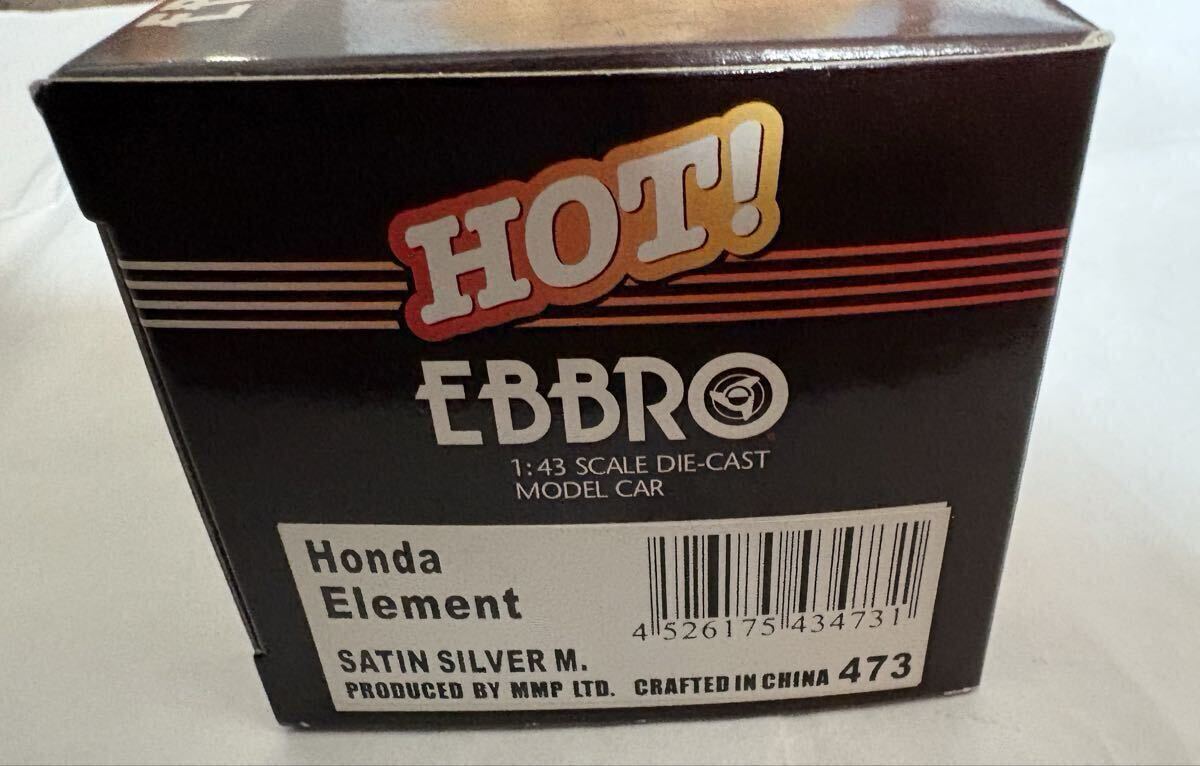 HOT!
EBBRO
1:43 SCALE DIE-CAST
MODEL CAR
Honda
Element
4 526175 434731
SATIN SILVER M.
PRODUCED BY MMP LTD. CRAFTED IN CHINA 473